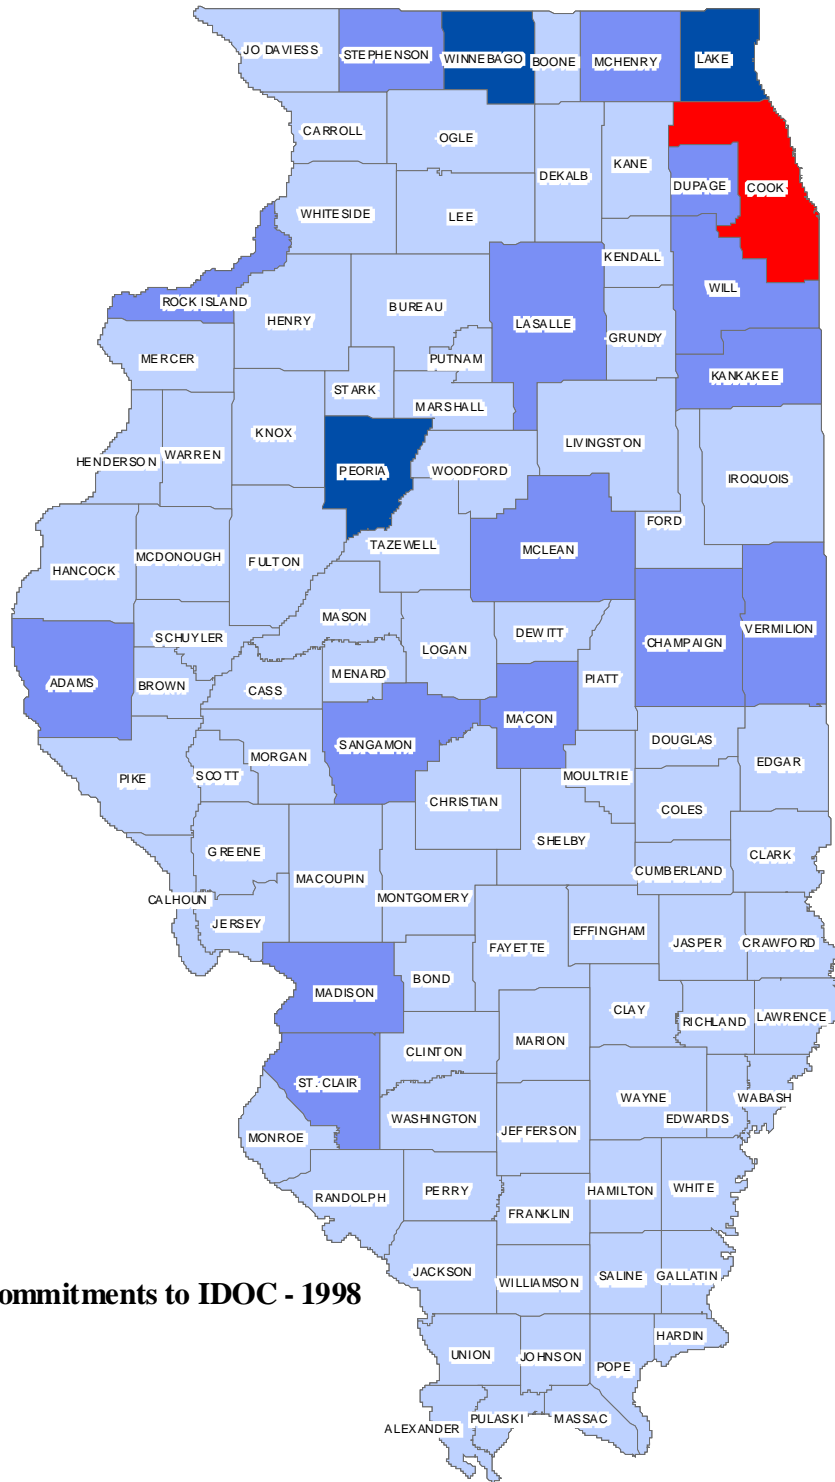 JO DAVIESS
STEPHENSON
WINNEBAGO
BOONE
MCHENRY
LAKE
CARROLL
OGLE
DEKALB
KANE
DUPAGE
COOK
WHITESIDE
LEE
KENDALL
WILL
ROCK ISLAND
HENRY
BUREAU
LASALLE
GRUNDY
MERCER
PUTNAM
KANKAKEE
STARK
MARSHALL
KNOX
LIVINGSTON
HENDERSON
WARREN
PEORIA
WOODFORD
IROQUOIS
FORD
TAZEWELL
MCLEAN
HANCOCK
MCDONOUGH
FULTON
MASON
SCHUYLER
LOGAN
DEWITT
CHAMPAIGN
VERMILION
ADAMS
BROWN
CASS
MENARD
PIATT
MACON
SANGAMON
DOUGLAS
PIKE
SCOTT
MORGAN
MOULTRIE
EDGAR
CHRISTIAN
COLES
SHELBY
GREENE
MACOUPIN
CUMBERLAND
CLARK
CALHOUN
MONTGOMERY
JERSEY
EFFINGHAM
FAYETTE
JASPER
CRAWFORD
MADISON
BOND
CLAY
RICHLAND
LAWRENCE
MARION
CLINTON
ST. CLAIR
WAYNE
WABASH
WASHINGTON
EDWARDS
JEFFERSON
MONROE
RANDOLPH
PERRY
HAMILTON
WHITE
FRANKLIN
JACKSON
WILLIAMSON
SALINE
GALLATIN
ommitments to IDOC - 1998
HARDIN
UNION
JOHNSON
POPE
ALEXANDER
PULASKI
MASSAC